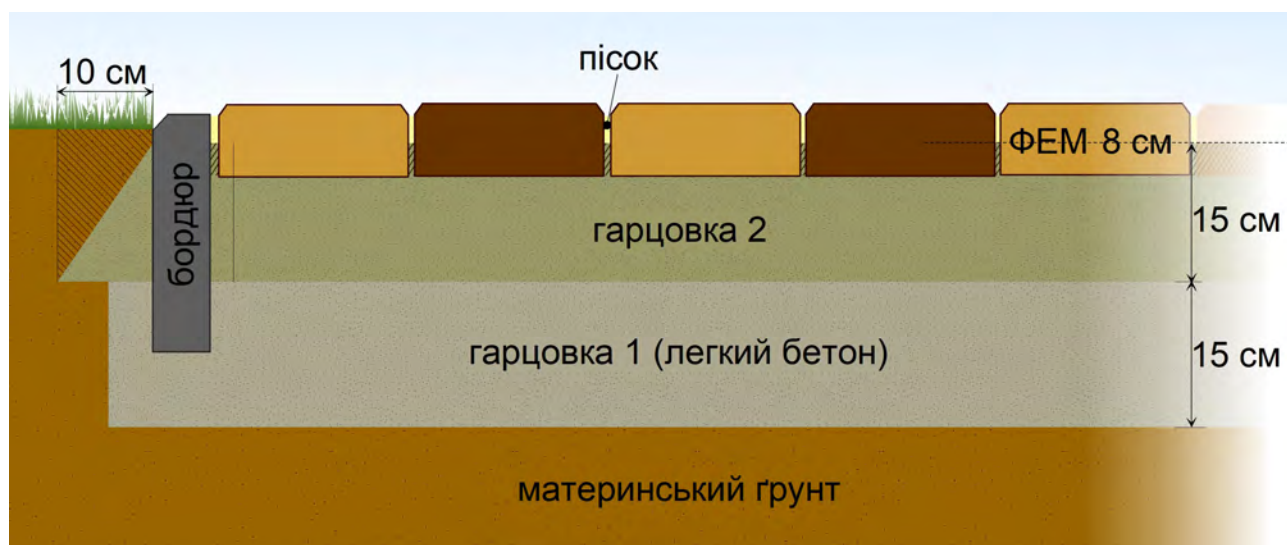 пісок
10 см
ФЕМ 8 см
бордюр
гарцовка 2
15 см
гарцовка 1 (легкий бетон)
15 см
материнський ґрунт